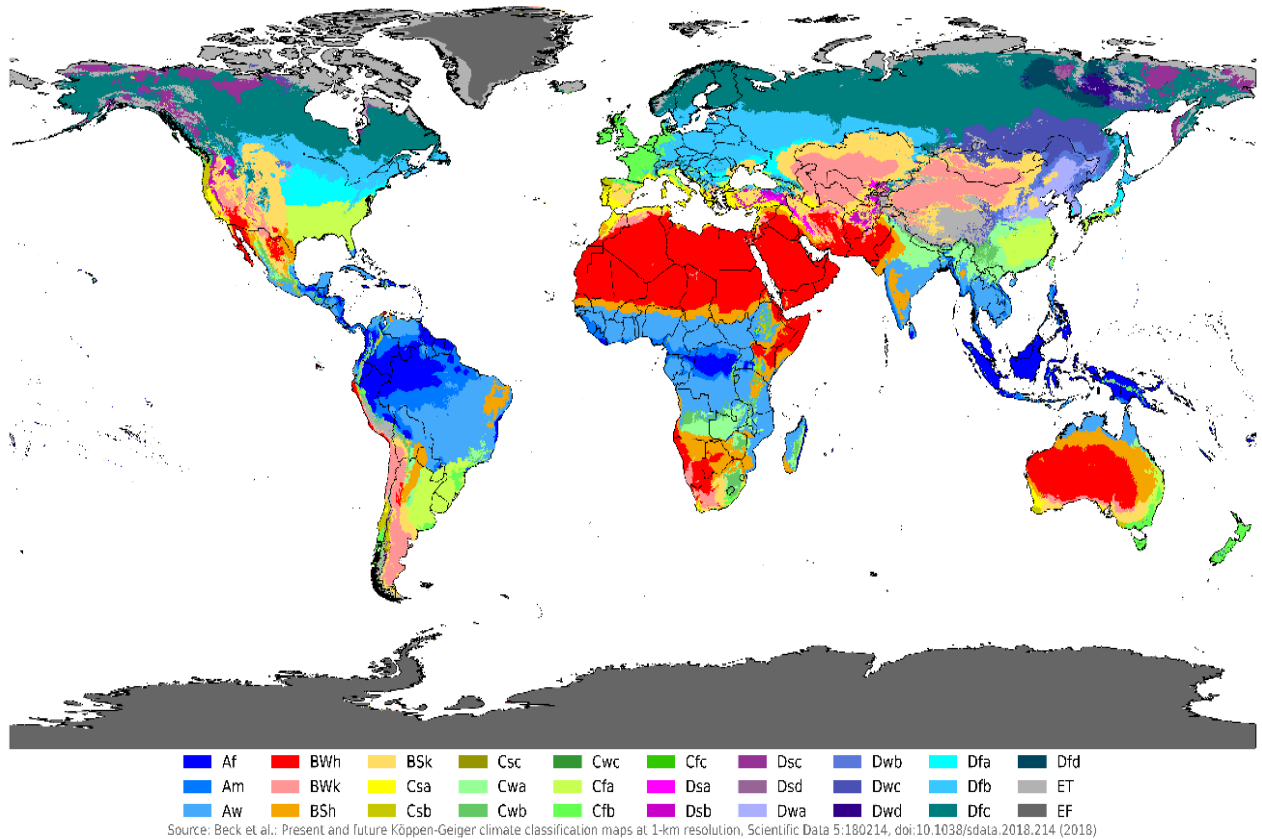 Af BWh BSk Csc Cwc Cfc Dsc Dwb Dfa Dfd
Am BWk Csa Cwa Cfa Dsa Dsd Dwc Dfb ET
Aw BSh Csb Cwb Cfb Dsb Dwa Dwd Dfc EF
Source: Beck et al.: Present and future Köppen-Geiger climate classification maps at 1-km resolution, Scientific Data 5:180214, doi:10.1038/sdata.2018.214 (2018)